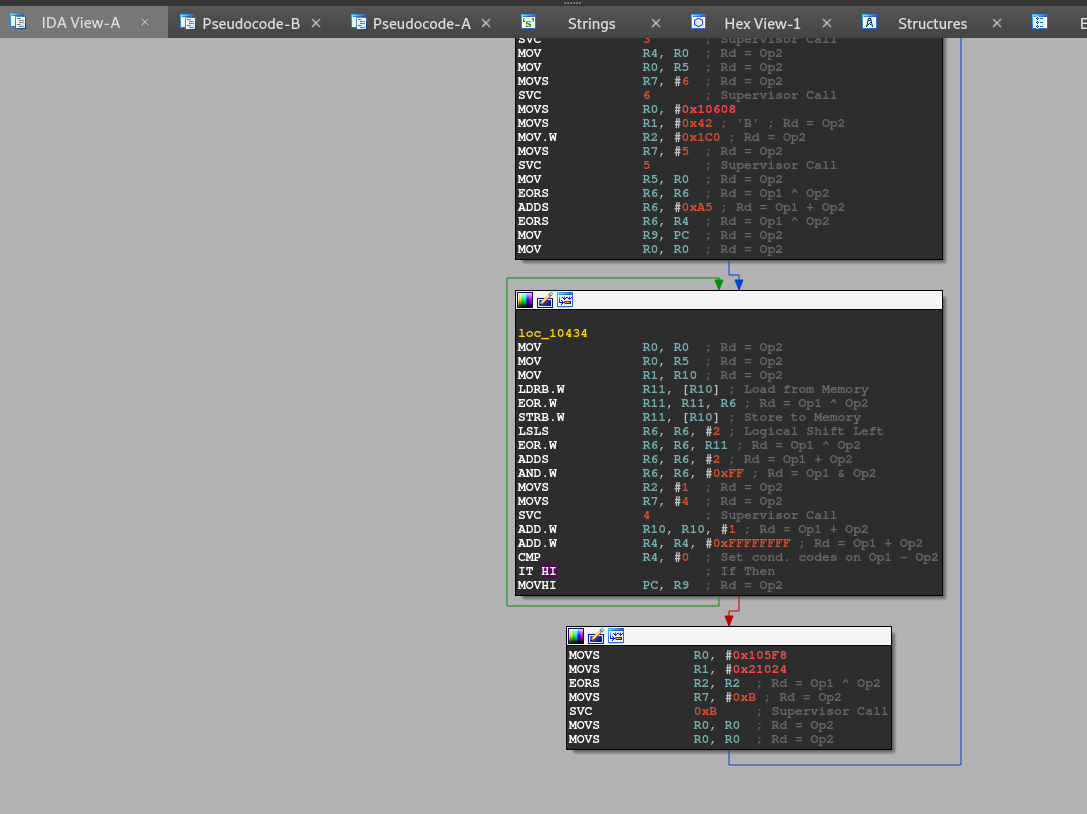 IDA View-A × Pseudocode-B × Pseudocode-A × 's' Strings × Hex View-1 × A Structures × E
SVC 3 ; Supervisor Call
MOV R4, R0 ; Rd = Op2
MOV R0, R5 ; Rd = Op2
MOVS R7, #6 ; Rd = Op2
SVC 6 ; Supervisor Call
MOVS R0, #0x10608
MOVS R1, #0x42 ; 'B' ; Rd = Op2
MOV.W R2, #0x1C0 ; Rd = Op2
MOVS R7, #5 ; Rd = Op2
SVC 5 ; Supervisor Call
MOV R5, R0 ; Rd = Op2
EORS R6, R6 ; Rd = Op1 ^ Op2
ADDS R6, #0xA5 ; Rd = Op1 + Op2
EORS R6, R4 ; Rd = Op1 ^ Op2
MOV R9, PC ; Rd = Op2
MOV R0, R0 ; Rd = Op2
loc_10434
MOV R0, R0 ; Rd = Op2
MOV R0, R5 ; Rd = Op2
MOV R1, R10 ; Rd = Op2
LDRB.W R11, [R10] ; Load from Memory
EOR.W R11, R11, R6 ; Rd = Op1 ^ Op2
STRB.W R11, [R10] ; Store to Memory
LSLS R6, R6, #2 ; Logical Shift Left
EOR.W R6, R6, R11 ; Rd = Op1 ^ Op2
ADDS R6, R6, #2 ; Rd = Op1 + Op2
AND.W R6, R6, #0xFF ; Rd = Op1 & Op2
MOVS R2, #1 ; Rd = Op2
MOVS R7, #4 ; Rd = Op2
SVC 4 ; Supervisor Call
ADD.W R10, R10, #1 ; Rd = Op1 + Op2
ADD.W R4, R4, #0xFFFFFFFF ; Rd = Op1 + Op2
CMP R4, #0 ; Set cond. codes on Op1 - Op2
IT HI ; If Then
MOVHI PC, R9 ; Rd = Op2
MOVS R0, #0x105F8
MOVS R1, #0x21024
EORS R2, R2 ; Rd = Op1 ^ Op2
MOVS R7, #0xB ; Rd = Op2
SVC 0xB ; Supervisor Call
MOVS R0, R0 ; Rd = Op2
MOVS R0, R0 ; Rd = Op2